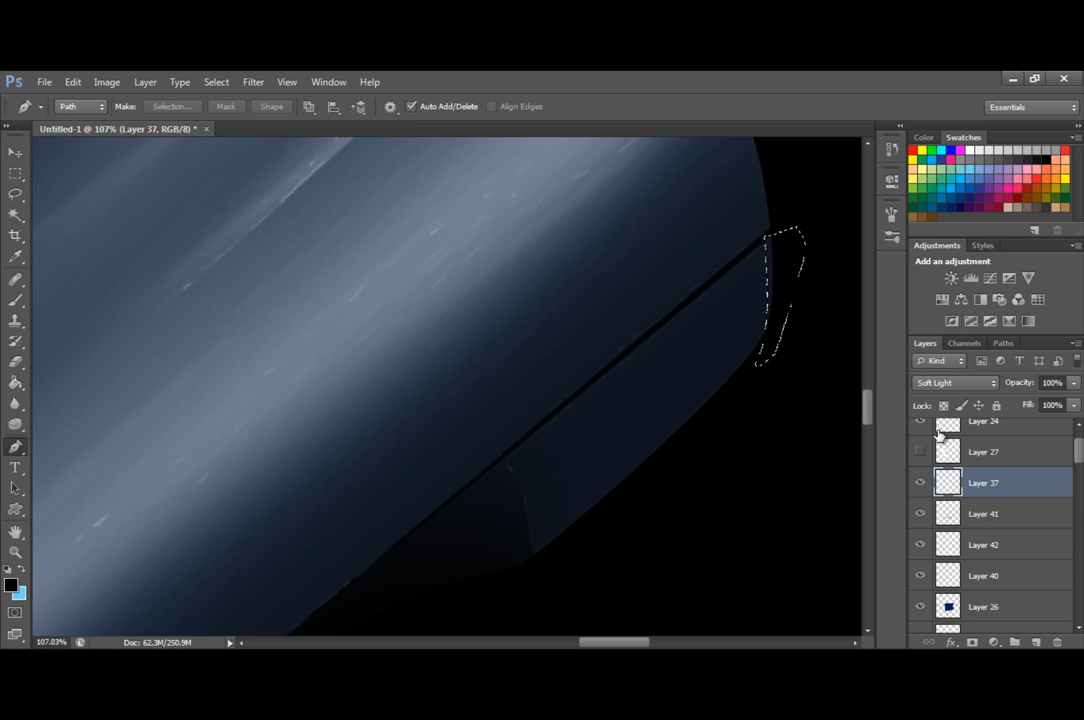 Ps File Edit Image Layer Type Select Filter View Window Help
Path Make: Selection... Mask Shape Auto Add/Delete Align Edges Essentials
Untitled-1 @ 107% (Layer 37, RGB/8) * ×
Color Swatches
Adjustments Styles
Add an adjustment
Layers Channels Paths
Kind
Soft Light Opacity: 100%
Lock: Fill: 100%
Layer 24
Layer 27
Layer 37
Layer 41
Layer 42
Layer 40
Layer 26
107.03% Doc: 62.3M/250.9M